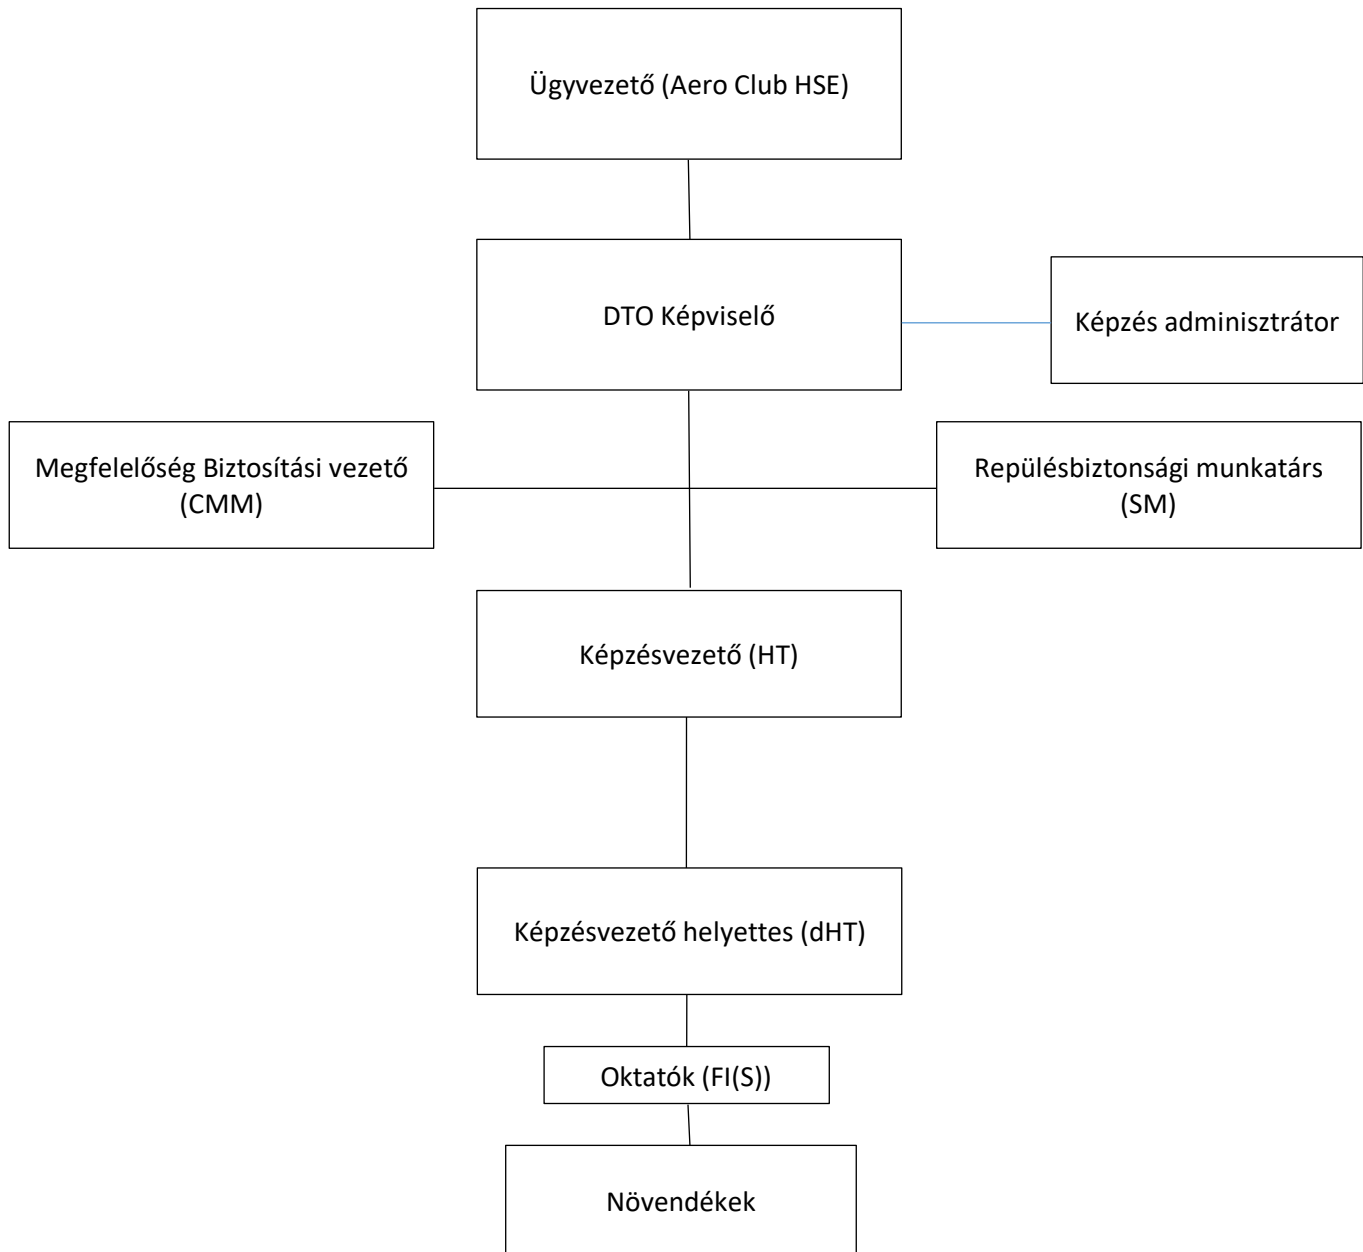 Ügyvezető (Aero Club HSE)
DTO Képviselő
Képzés adminisztrátor
Megfelelőség Biztosítási vezető
(CMM)
Repülésbiztonsági munkatárs
(SM)
Képzésvezető (HT)
Képzésvezető helyettes (dHT)
Oktatók (FI(S))
Növendékek